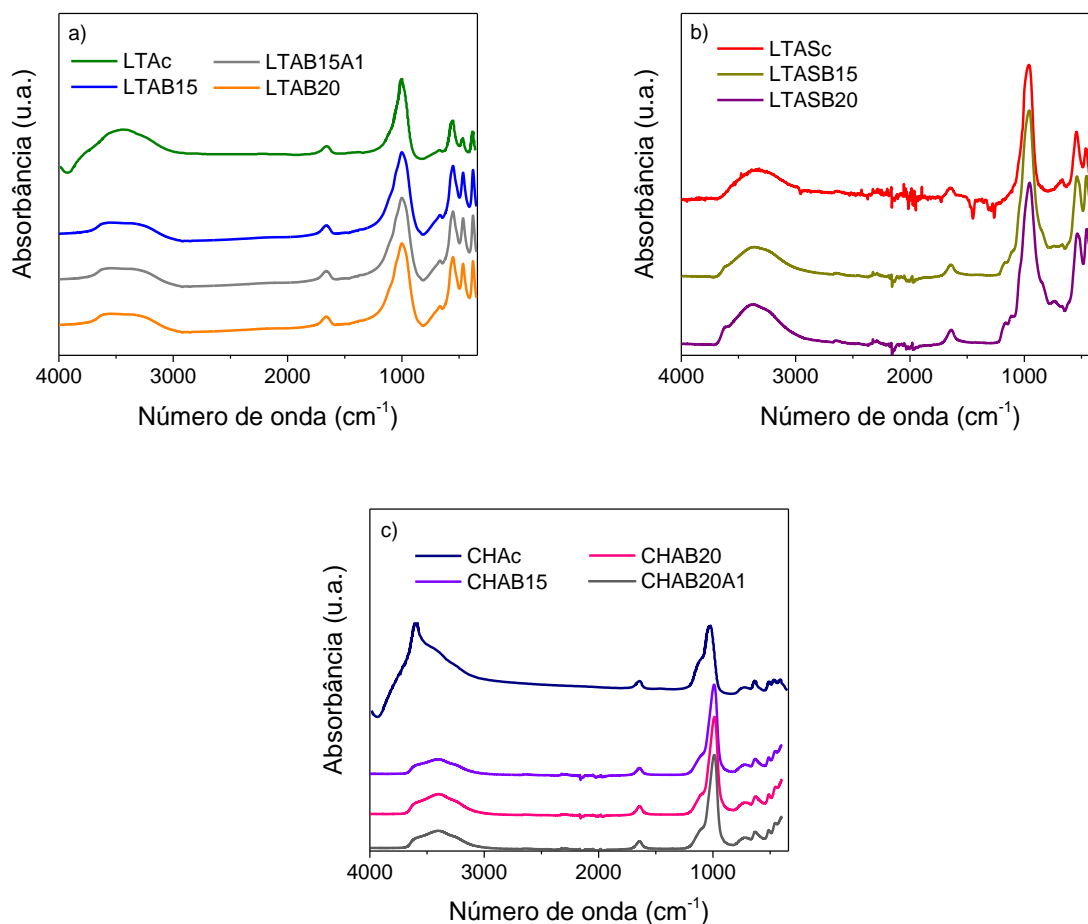 a)
LTAc LTAB15A1
LTAB15 LTAB20
Absorbância (u.a.)
4000 3000 2000 1000
Número de onda (cm-1)
b)
LTASc
LTASB15
LTASB20
Absorbância (u.a.)
4000 3000 2000 1000
Número de onda (cm-1)
c)
CHAc CHAB20
CHAB15 CHAB20A1
Absorbância (u.a.)
4000 3000 2000 1000
Número de onda (cm-1)